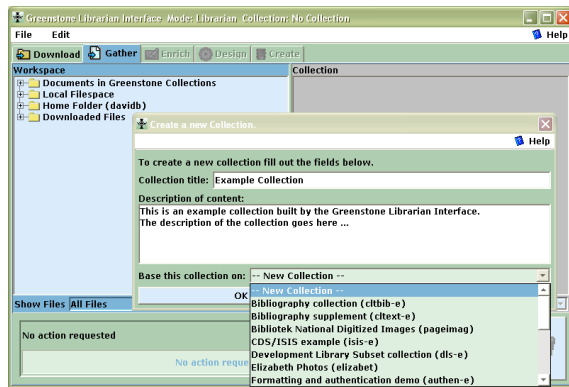 Greenstone Librarian Interface Mode: Librarian Collection: No Collection
File Edit Help
Download Gather Enrich Design Create
Workspace Collection
Documents in Greenstone Collections
Local Filespace
Home Folder (davidb)
Downloaded Files
Create a new Collection.
Help
To create a new collection fill out the fields below.
Collection title: Example Collection
Description of content:
This is an example collection built by the Greenstone Librarian Interface.
The description of the collection goes here ...
Base this collection on: -- New Collection --
-- New Collection --
OK
Bibliography collection (cltbib-e)
Show Files All Files
Bibliography supplement (cltext-e)
Bibliotek National Digitized Images (pageimag)
No action requested
CDS/ISIS example (isis-e)
Development Library Subset collection (dls-e)
No action reque
Elizabeth Photos (elizabet)
Formatting and authentication demo (authen-e)